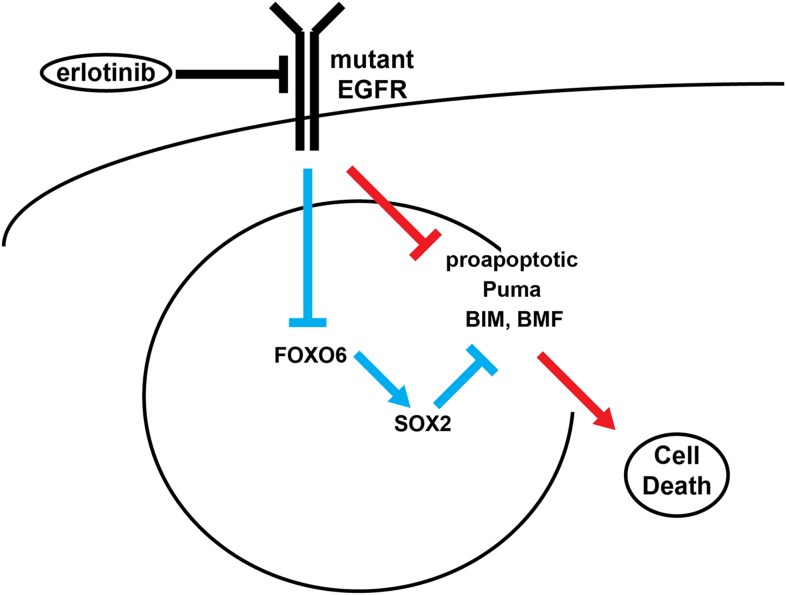 erlotinib
mutant
EGFR
proapoptotic
Puma
BIM, BMF
FOXO6
SOX2
Cell
Death